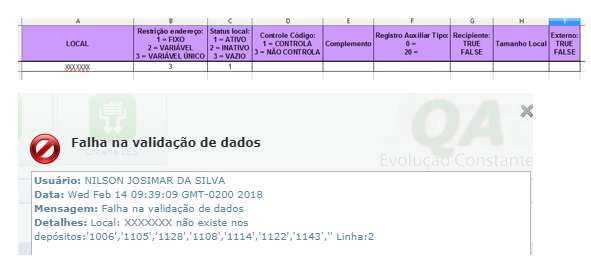 A B C D E F G H I
LOCAL
Restrição endereço:
1 = FIXO
2 = VARIÁVEL
3 = VARIÁVEL ÚNICO
Status local:
1 = ATIVO
2 = INATIVO
3 = VAZIO
Controle Código:
1 = CONTROLA
3 = NÃO CONTROLA
Complemento
Registro Auxiliar Tipo:
0 =
20 =
Recipiente:
TRUE
FALSE
Tamanho Local
Externo:
TRUE
FALSE
XXXXXXX 3 1
QA
Evolução Constante
Falha na validação de dados
Usuário: NILSON JOSIMAR DA SILVA
Data: Wed Feb 14 09:39:09 GMT-0200 2018
Mensagem: Falha na validação de dados
Detalhes: Local: XXXXXXX não existe nos
depósitos:'1006','1105','1128','1108','1114','1122','1143','' Linha:2